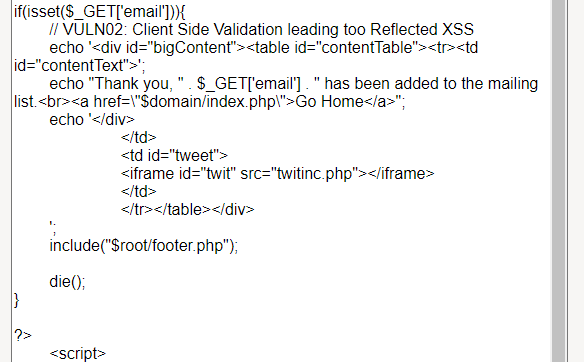 if(isset($_GET['email'])){
// VULN02: Client Side Validation leading too Reflected XSS
echo '<div id="bigContent"><table id="contentTable"><tr><td
id="contentText">';
echo "Thank you, " . $_GET['email'] . " has been added to the mailing
list.<br><a href=\"$domain/index.php\">Go Home</a>";
echo '</div>
</td>
<td id="tweet">
<iframe id="twit" src="twitinc.php"></iframe>
</td>
</tr></table></div>
';
include("$root/footer.php");
die();
}
?>
<script>